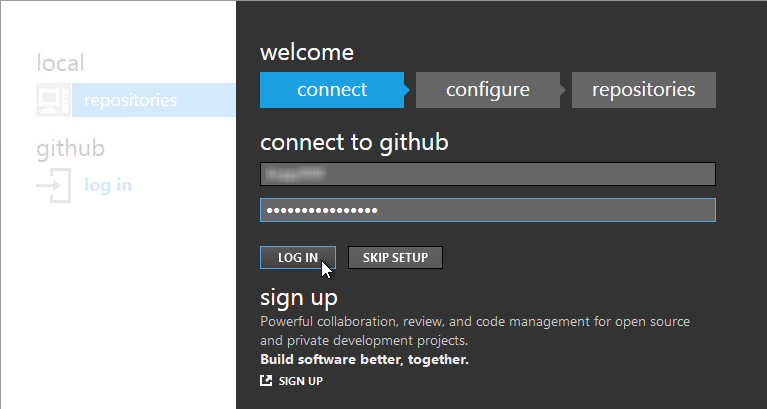 local
repositories
github
log in
welcome
connect
configure
repositories
connect to github
LOG IN
SKIP SETUP
sign up
Powerful collaboration, review, and code management for open source
and private development projects.
Build software better, together.
SIGN UP